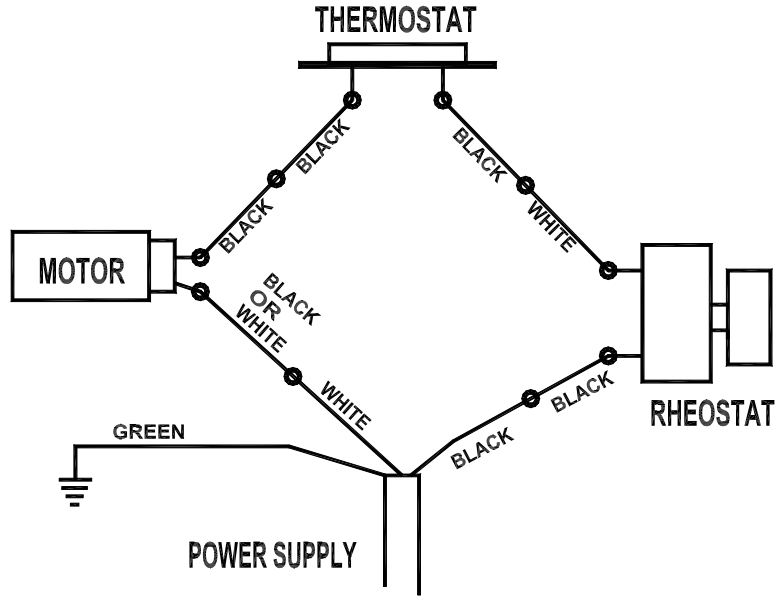 THERMOSTAT
BLACK
BLACK
BLACK
WHITE
MOTOR
BLACK
OR
WHITE
WHITE
BLACK
BLACK
RHEOSTAT
GREEN
POWER SUPPLY